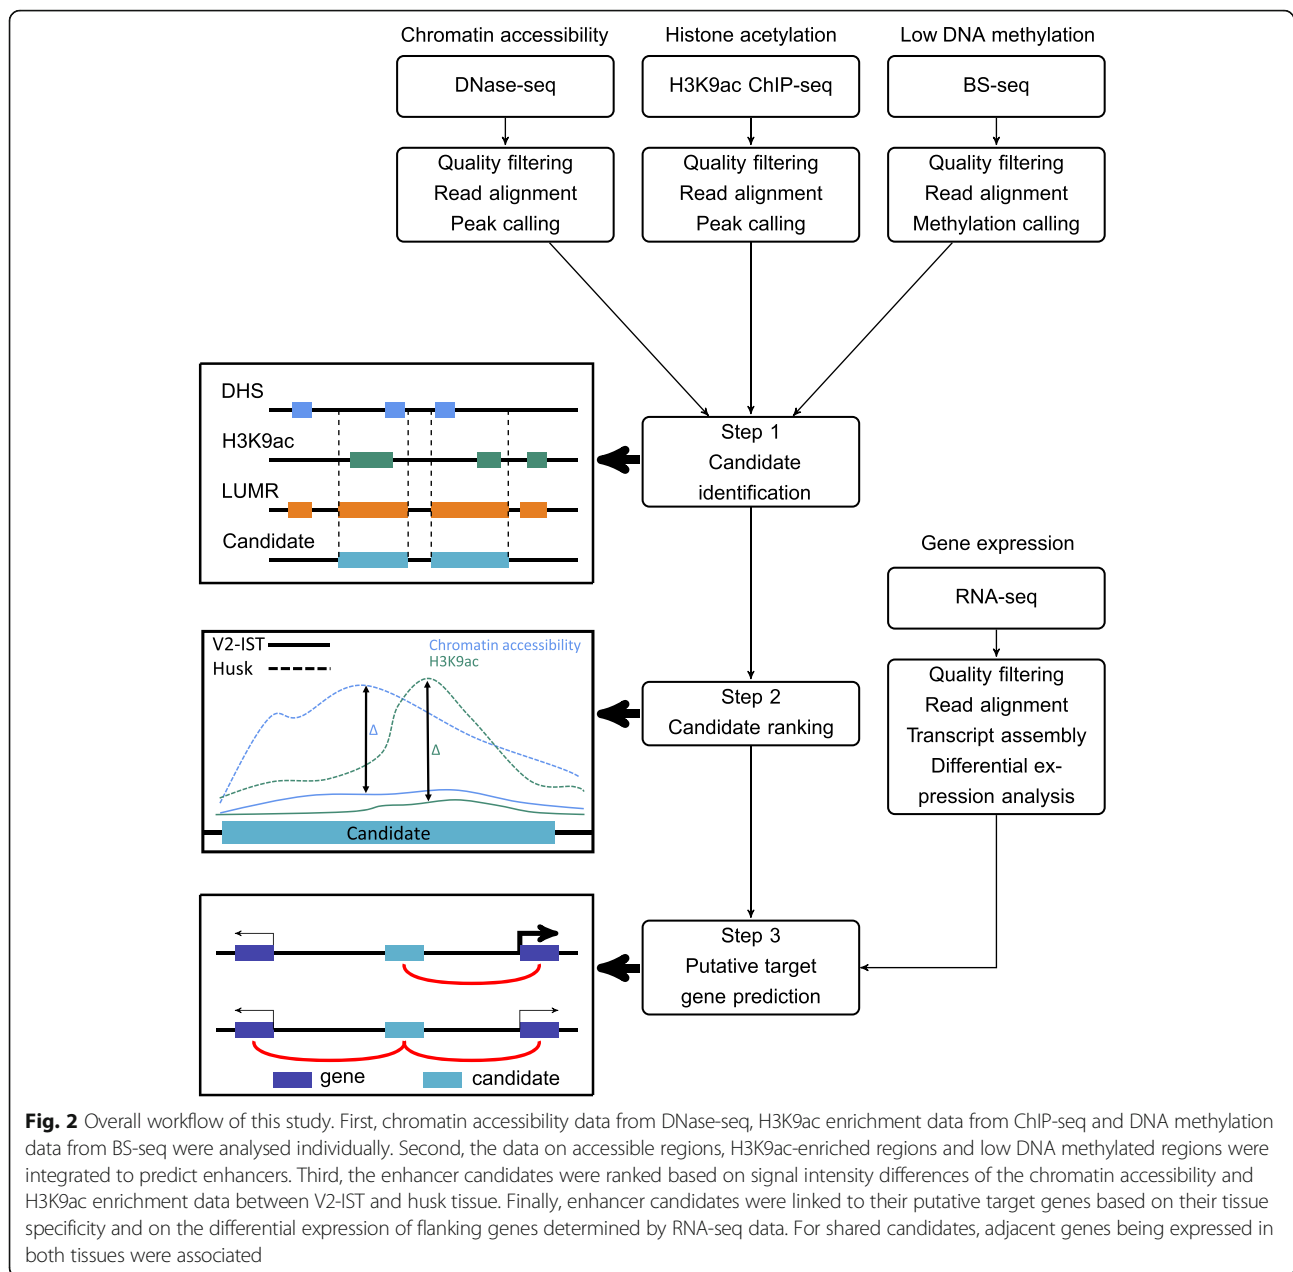 Chromatin accessibility
Histone acetylation
Low DNA methylation
DNase-seq
H3K9ac ChIP-seq
BS-seq
Quality filtering
Read alignment
Peak calling
Quality filtering
Read alignment
Peak calling
Quality filtering
Read alignment
Methylation calling
DHS
H3K9ac
LUMR
Candidate
Step 1
Candidate
identification
Gene expression
RNA-seq
Quality filtering
Read alignment
Transcript assembly
Differential ex-
pression analysis
V2-IST
Husk
Chromatin accessibility
H3K9ac
Δ
Δ
Candidate
Step 2
Candidate ranking
Step 3
Putative target
gene prediction
gene
candidate
Fig. 2 Overall workflow of this study. First, chromatin accessibility data from DNase-seq, H3K9ac enrichment data from ChIP-seq and DNA methylation
data from BS-seq were analysed individually. Second, the data on accessible regions, H3K9ac-enriched regions and low DNA methylated regions were
integrated to predict enhancers. Third, the enhancer candidates were ranked based on signal intensity differences of the chromatin accessibility and
H3K9ac enrichment data between V2-IST and husk tissue. Finally, enhancer candidates were linked to their putative target genes based on their tissue
specificity and on the differential expression of flanking genes determined by RNA-seq data. For shared candidates, adjacent genes being expressed in
both tissues were associated